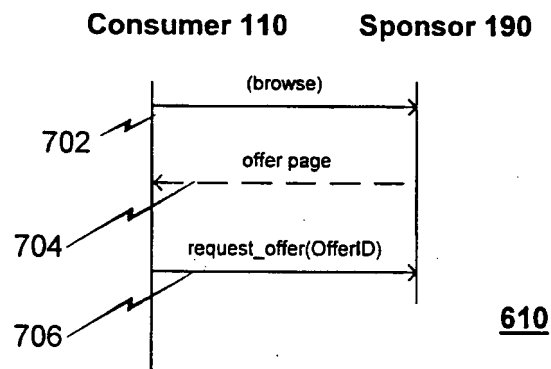 Consumer 110 Sponsor 190
(browse)
702
offer page
704
request_offer(OfferID)
706
610